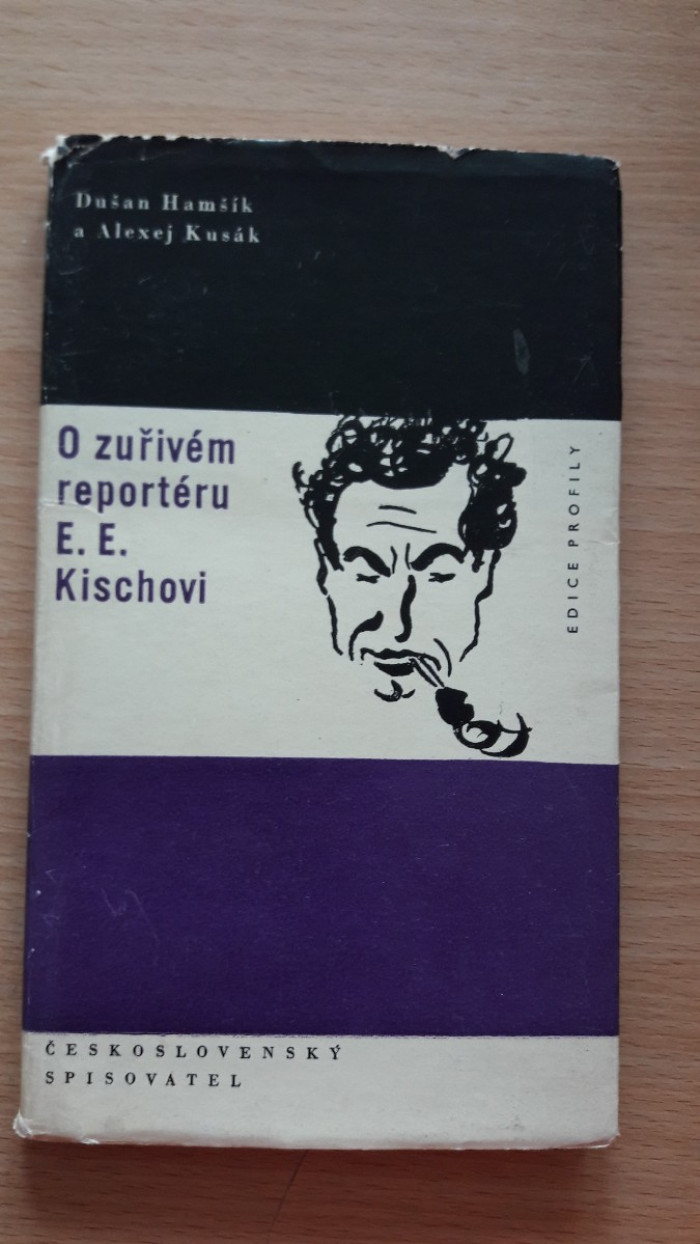 Dušan Hamšík
a Alexej Kusák
O zuřivém
reportéru
E. E.
Kischovi
EDICE PROFILY
ČESKOSLOVENSKÝ
SPISOVATEL